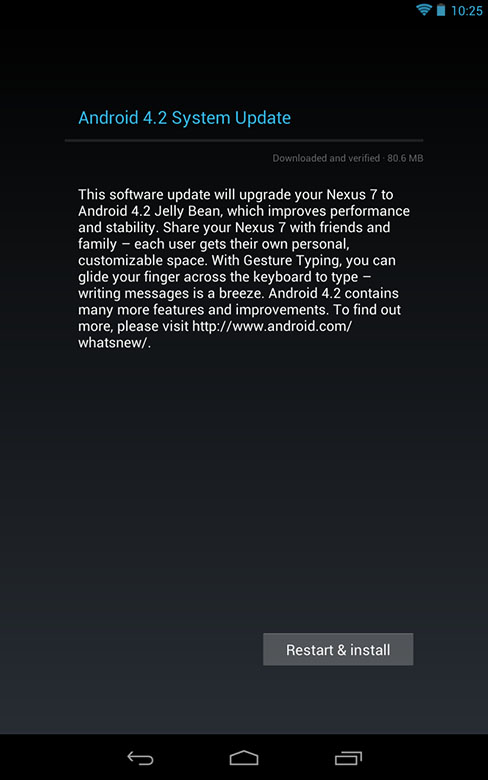 10:25
Android 4.2 System Update
Downloaded and verified · 80.6 MB
This software update will upgrade your Nexus 7 to
Android 4.2 Jelly Bean, which improves performance
and stability. Share your Nexus 7 with friends and
family – each user gets their own personal,
customizable space. With Gesture Typing, you can
glide your finger across the keyboard to type –
writing messages is a breeze. Android 4.2 contains
many more features and improvements. To find out
more, please visit http://www.android.com/
whatsnew/.
Restart & install